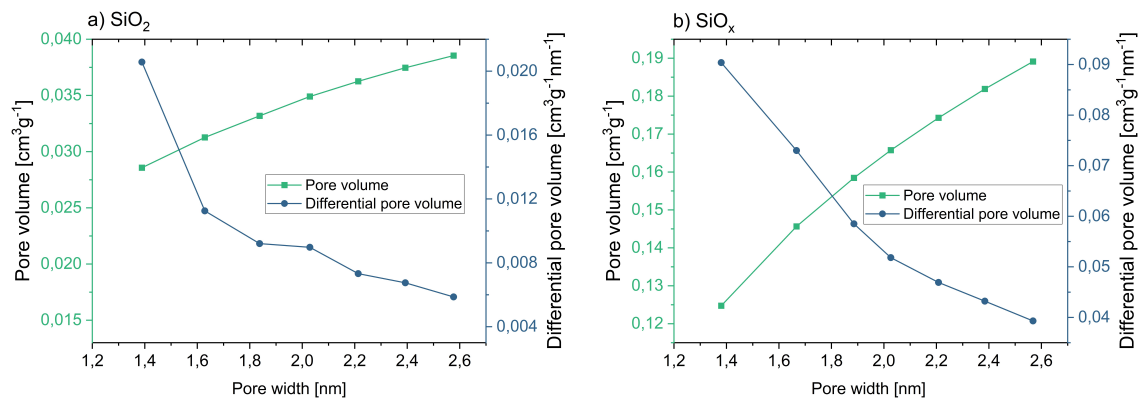 a) SiO₂
0,040
0,035
0,030
0,025
0,020
0,015
Pore volume [cm³g⁻¹]
0,020
0,016
0,012
0,008
0,004
Differential pore volume [cm³g⁻¹nm⁻¹]
Pore volume
Differential pore volume
1,2 1,4 1,6 1,8 2,0 2,2 2,4 2,6
Pore width [nm]
b) SiOₓ
0,19
0,18
0,17
0,16
0,15
0,14
0,13
0,12
Pore volume [cm³g⁻¹]
0,09
0,08
0,07
0,06
0,05
0,04
Differential pore volume [cm³g⁻¹nm⁻¹]
Pore volume
Differential pore volume
1,2 1,4 1,6 1,8 2,0 2,2 2,4 2,6
Pore width [nm]